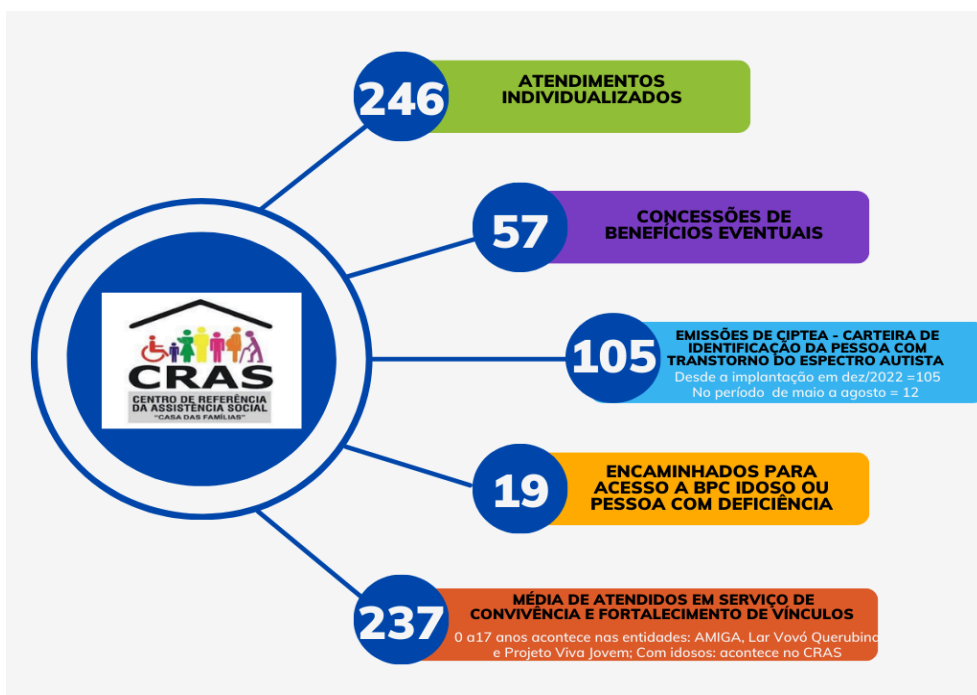 246
ATENDIMENTOS
INDIVIDUALIZADOS
57
CONCESSÕES DE
BENEFÍCIOS EVENTUAIS
105
EMISSÕES DE CIPTEA - CARTEIRA DE
IDENTIFICAÇÃO DA PESSOA COM
TRANSTORNO DO ESPECTRO AUTISTA
Desde a implantação em dez/2022 =105
No período de maio a agosto = 12
CRAS
CENTRO DE REFERÊNCIA
DA ASSISTÊNCIA SOCIAL
"CASA DAS FAMÍLIAS"
19
ENCAMINHADOS PARA
ACESSO A BPC IDOSO OU
PESSOA COM DEFICIÊNCIA
237
MÉDIA DE ATENDIDOS EM SERVIÇO DE
CONVIVÊNCIA E FORTALECIMENTO DE VÍNCULOS
0 a17 anos acontece nas entidades: AMIGA, Lar Vovó Querubina
e Projeto Viva Jovem; Com idosos: acontece no CRAS